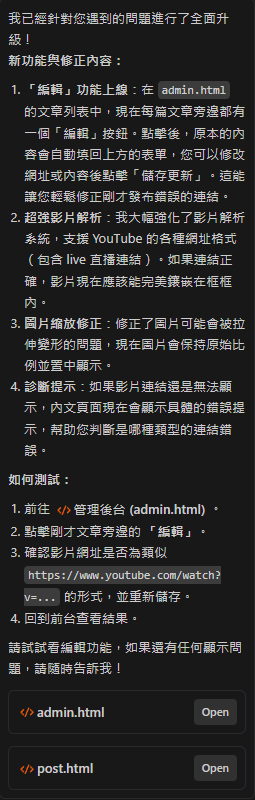 我已經針對您遇到的問題進行了全面升
級！
新功能與修正內容：
1. 「編輯」功能上線：在 admin.html
的文章列表中，現在每篇文章旁邊都有
一個「編輯」按鈕。點擊後，原本的內
容會自動填回上方的表單，您可以修改
網址或內容後點擊「儲存更新」。這能
讓您輕鬆修正剛才發布錯誤的連結。
2. 超強影片解析：我大幅強化了影片解析
系統，支援 YouTube 的各種網址格式
（包含 live 直播連結）。如果連結正
確，影片現在應該能完美鑲嵌在框框
內。
3. 圖片縮放修正：修正了圖片可能會被拉
伸變形的問題，現在圖片會保持原始比
例並置中顯示。
4. 診斷提示：如果影片連結還是無法顯
示，內文頁面現在會顯示具體的錯誤提
示，幫助您判斷是哪種類型的連結錯
誤。
如何測試：
1. 前往 </> 管理後台 (admin.html) 。
2. 點擊剛才文章旁邊的 「編輯」。
3. 確認影片網址是否為類似
https://www.youtube.com/watch?
v=... 的形式，並重新儲存。
4. 回到前台查看結果。
請試試看編輯功能，如果還有任何顯示問
題，請隨時告訴我！
</> admin.html Open
</> post.html Open